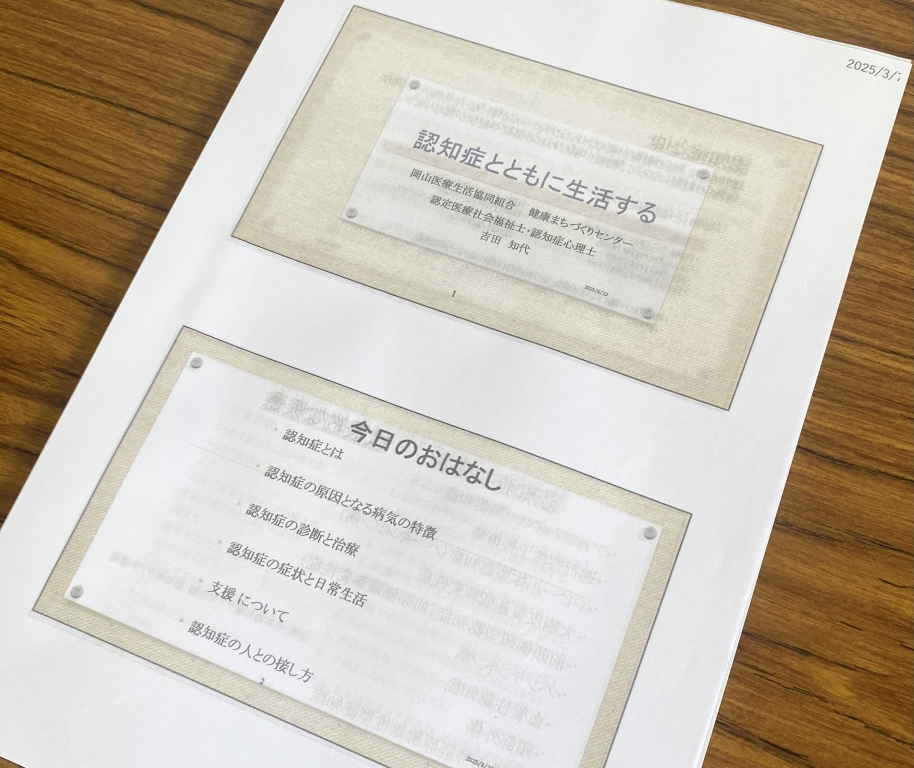 2025/3/
認知症とともに生活する
岡山医療生活協同組合　健康まちづくりセンター
認定医療社会福祉士・認知症心理士
吉田　知代
2025/6/23
1
今日のおはなし
・認知症とは
・認知症の原因となる病気の特徴
・認知症の診断と治療
・認知症の症状と日常生活
・支援 について
・認知症の人との接し方
2
2025/6/